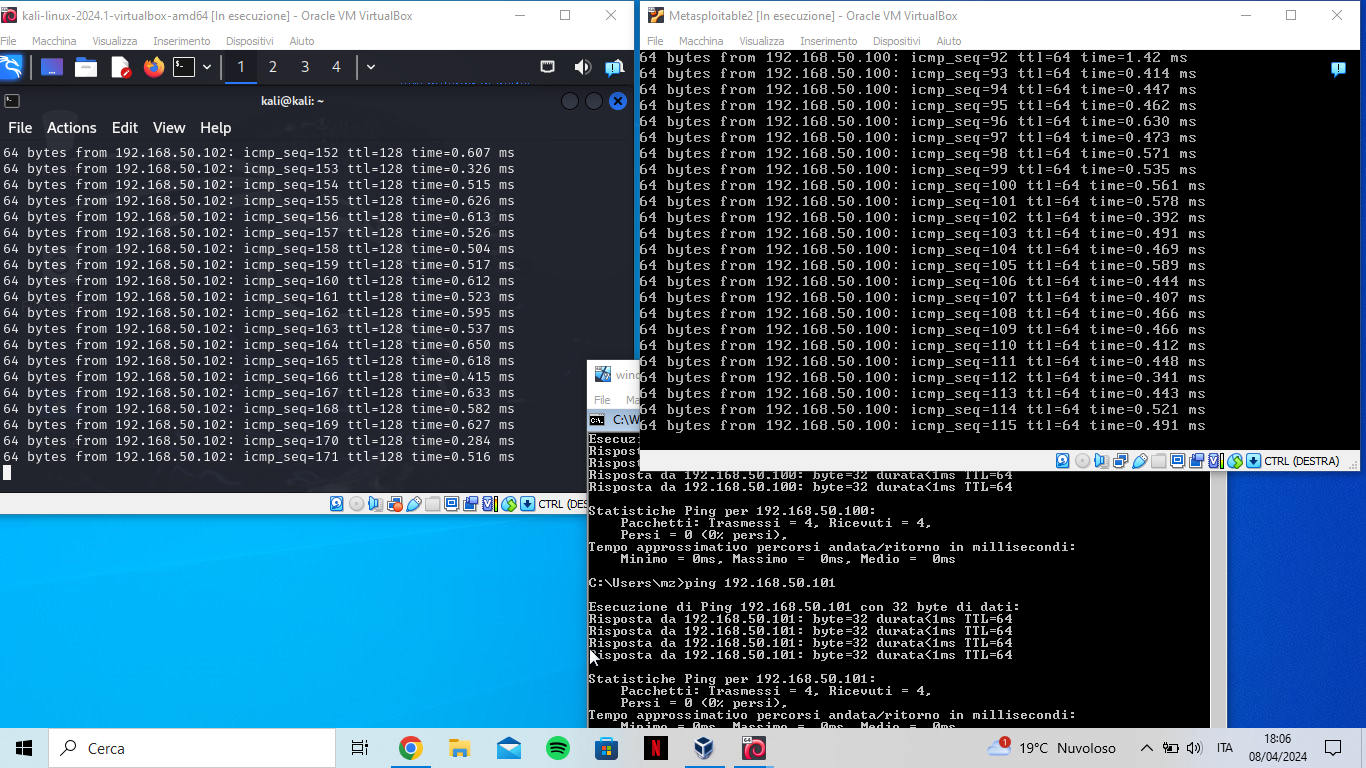 kali-linux-2024.1-virtualbox-amd64 [In esecuzione] - Oracle VM VirtualBox
File Macchina Visualizza Inserimento Dispositivi Aiuto
1 2 3 4
kali@kali: ~
File Actions Edit View Help
64 bytes from 192.168.50.102: icmp_seq=152 ttl=128 time=0.607 ms
64 bytes from 192.168.50.102: icmp_seq=153 ttl=128 time=0.326 ms
64 bytes from 192.168.50.102: icmp_seq=154 ttl=128 time=0.515 ms
64 bytes from 192.168.50.102: icmp_seq=155 ttl=128 time=0.626 ms
64 bytes from 192.168.50.102: icmp_seq=156 ttl=128 time=0.613 ms
64 bytes from 192.168.50.102: icmp_seq=157 ttl=128 time=0.526 ms
64 bytes from 192.168.50.102: icmp_seq=158 ttl=128 time=0.504 ms
64 bytes from 192.168.50.102: icmp_seq=159 ttl=128 time=0.517 ms
64 bytes from 192.168.50.102: icmp_seq=160 ttl=128 time=0.612 ms
64 bytes from 192.168.50.102: icmp_seq=161 ttl=128 time=0.523 ms
64 bytes from 192.168.50.102: icmp_seq=162 ttl=128 time=0.595 ms
64 bytes from 192.168.50.102: icmp_seq=163 ttl=128 time=0.537 ms
64 bytes from 192.168.50.102: icmp_seq=164 ttl=128 time=0.650 ms
64 bytes from 192.168.50.102: icmp_seq=165 ttl=128 time=0.618 ms
64 bytes from 192.168.50.102: icmp_seq=166 ttl=128 time=0.415 ms
64 bytes from 192.168.50.102: icmp_seq=167 ttl=128 time=0.633 ms
64 bytes from 192.168.50.102: icmp_seq=168 ttl=128 time=0.582 ms
64 bytes from 192.168.50.102: icmp_seq=169 ttl=128 time=0.627 ms
64 bytes from 192.168.50.102: icmp_seq=170 ttl=128 time=0.284 ms
64 bytes from 192.168.50.102: icmp_seq=171 ttl=128 time=0.516 ms
CTRL (DES
Metasploitable2 [In esecuzione] - Oracle VM VirtualBox
File Macchina Visualizza Inserimento Dispositivi Aiuto
64 bytes from 192.168.50.100: icmp_seq=92 ttl=64 time=1.42 ms
64 bytes from 192.168.50.100: icmp_seq=93 ttl=64 time=0.414 ms
64 bytes from 192.168.50.100: icmp_seq=94 ttl=64 time=0.447 ms
64 bytes from 192.168.50.100: icmp_seq=95 ttl=64 time=0.462 ms
64 bytes from 192.168.50.100: icmp_seq=96 ttl=64 time=0.630 ms
64 bytes from 192.168.50.100: icmp_seq=97 ttl=64 time=0.473 ms
64 bytes from 192.168.50.100: icmp_seq=98 ttl=64 time=0.571 ms
64 bytes from 192.168.50.100: icmp_seq=99 ttl=64 time=0.535 ms
64 bytes from 192.168.50.100: icmp_seq=100 ttl=64 time=0.561 ms
64 bytes from 192.168.50.100: icmp_seq=101 ttl=64 time=0.578 ms
64 bytes from 192.168.50.100: icmp_seq=102 ttl=64 time=0.392 ms
64 bytes from 192.168.50.100: icmp_seq=103 ttl=64 time=0.491 ms
64 bytes from 192.168.50.100: icmp_seq=104 ttl=64 time=0.469 ms
64 bytes from 192.168.50.100: icmp_seq=105 ttl=64 time=0.589 ms
64 bytes from 192.168.50.100: icmp_seq=106 ttl=64 time=0.444 ms
64 bytes from 192.168.50.100: icmp_seq=107 ttl=64 time=0.407 ms
64 bytes from 192.168.50.100: icmp_seq=108 ttl=64 time=0.466 ms
64 bytes from 192.168.50.100: icmp_seq=109 ttl=64 time=0.466 ms
64 bytes from 192.168.50.100: icmp_seq=110 ttl=64 time=0.412 ms
64 bytes from 192.168.50.100: icmp_seq=111 ttl=64 time=0.448 ms
64 bytes from 192.168.50.100: icmp_seq=112 ttl=64 time=0.341 ms
64 bytes from 192.168.50.100: icmp_seq=113 ttl=64 time=0.443 ms
64 bytes from 192.168.50.100: icmp_seq=114 ttl=64 time=0.521 ms
64 bytes from 192.168.50.100: icmp_seq=115 ttl=64 time=0.491 ms
CTRL (DESTRA)
File
Risposta da 192.168.50.100: byte=32 durata<1ms TTL=64
Risposta da 192.168.50.100: byte=32 durata<1ms TTL=64
Statistiche Ping per 192.168.50.100:
Pacchetti: Trasmessi = 4, Ricevuti = 4,
Persi = 0 (0% persi),
Tempo approssimativo percorsi andata/ritorno in millisecondi:
Minimo = 0ms, Massimo = 0ms, Medio = 0ms
C:\Users\mz>ping 192.168.50.101
Esecuzione di Ping 192.168.50.101 con 32 byte di dati:
Risposta da 192.168.50.101: byte=32 durata<1ms TTL=64
Risposta da 192.168.50.101: byte=32 durata<1ms TTL=64
Risposta da 192.168.50.101: byte=32 durata<1ms TTL=64
Risposta da 192.168.50.101: byte=32 durata<1ms TTL=64
Statistiche Ping per 192.168.50.101:
Pacchetti: Trasmessi = 4, Ricevuti = 4,
Persi = 0 (0% persi),
Tempo approssimativo percorsi andata/ritorno in millisecondi:
Minimo = 0ms, Massimo = 0ms, Medio = 0ms
Cerca
1
19°C Nuvoloso
ITA
18:06
08/04/2024